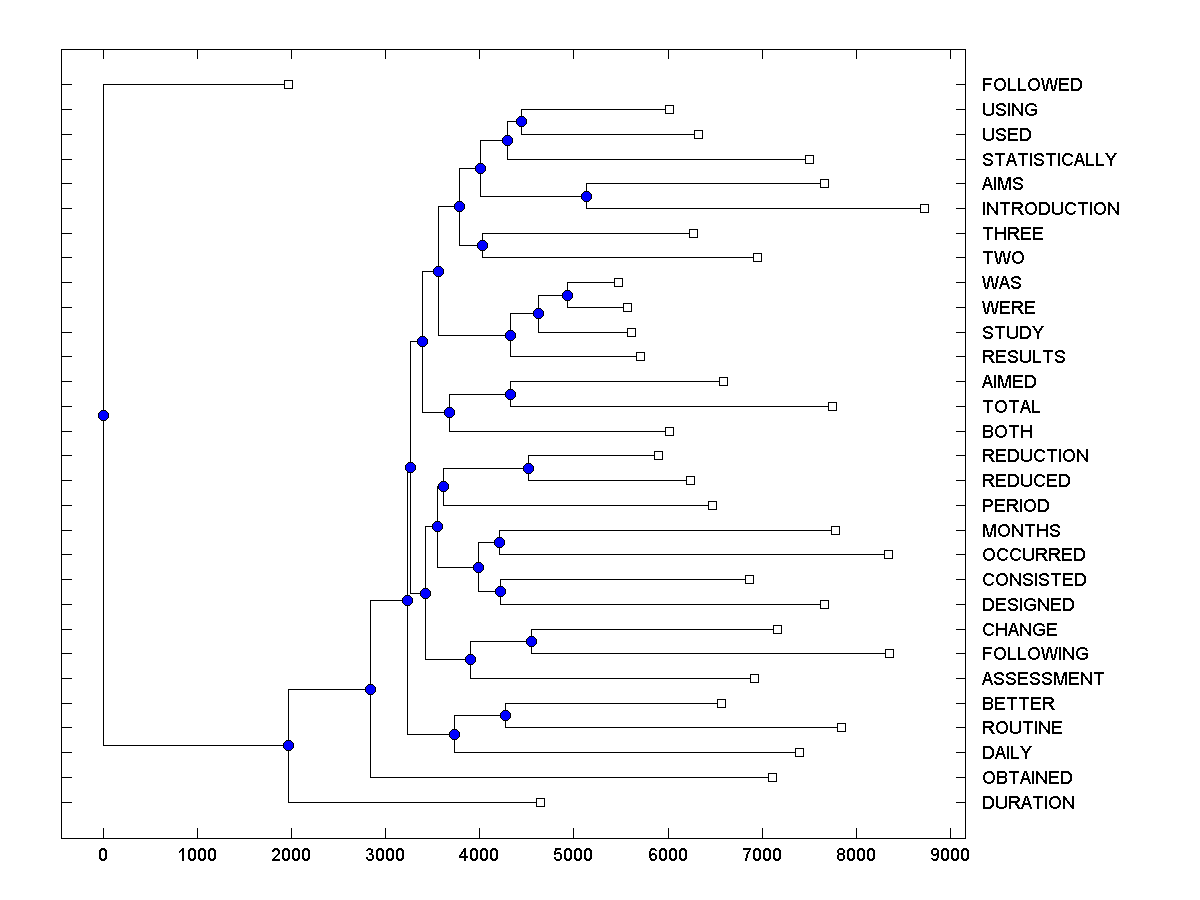 FOLLOWED
USING
USED
STATISTICALLY
AIMS
INTRODUCTION
THREE
TWO
WAS
WERE
STUDY
RESULTS
AIMED
TOTAL
BOTH
REDUCTION
REDUCED
PERIOD
MONTHS
OCCURRED
CONSISTED
DESIGNED
CHANGE
FOLLOWING
ASSESSMENT
BETTER
ROUTINE
DAILY
OBTAINED
DURATION
0 1000 2000 3000 4000 5000 6000 7000 8000 9000